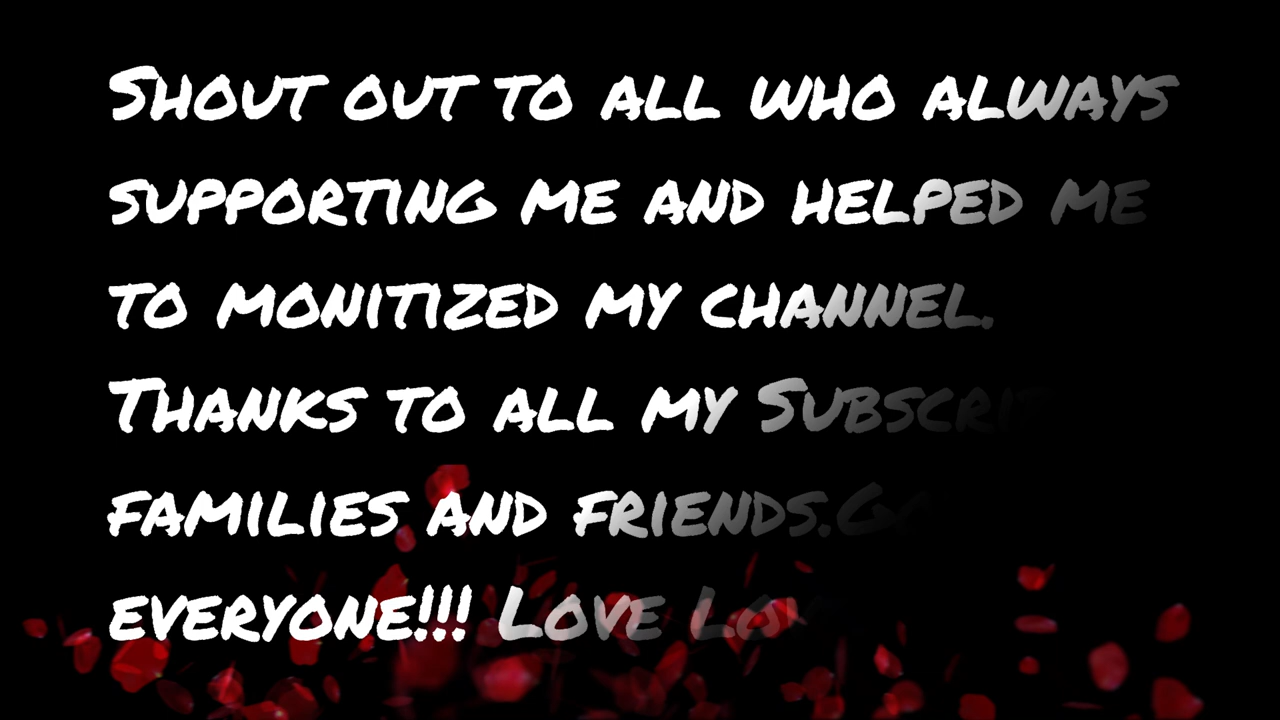 Shout out to all who always
supporting me and helped me
to monitized my channel.
Thanks to all my
families and friends.
everyone!!! Love